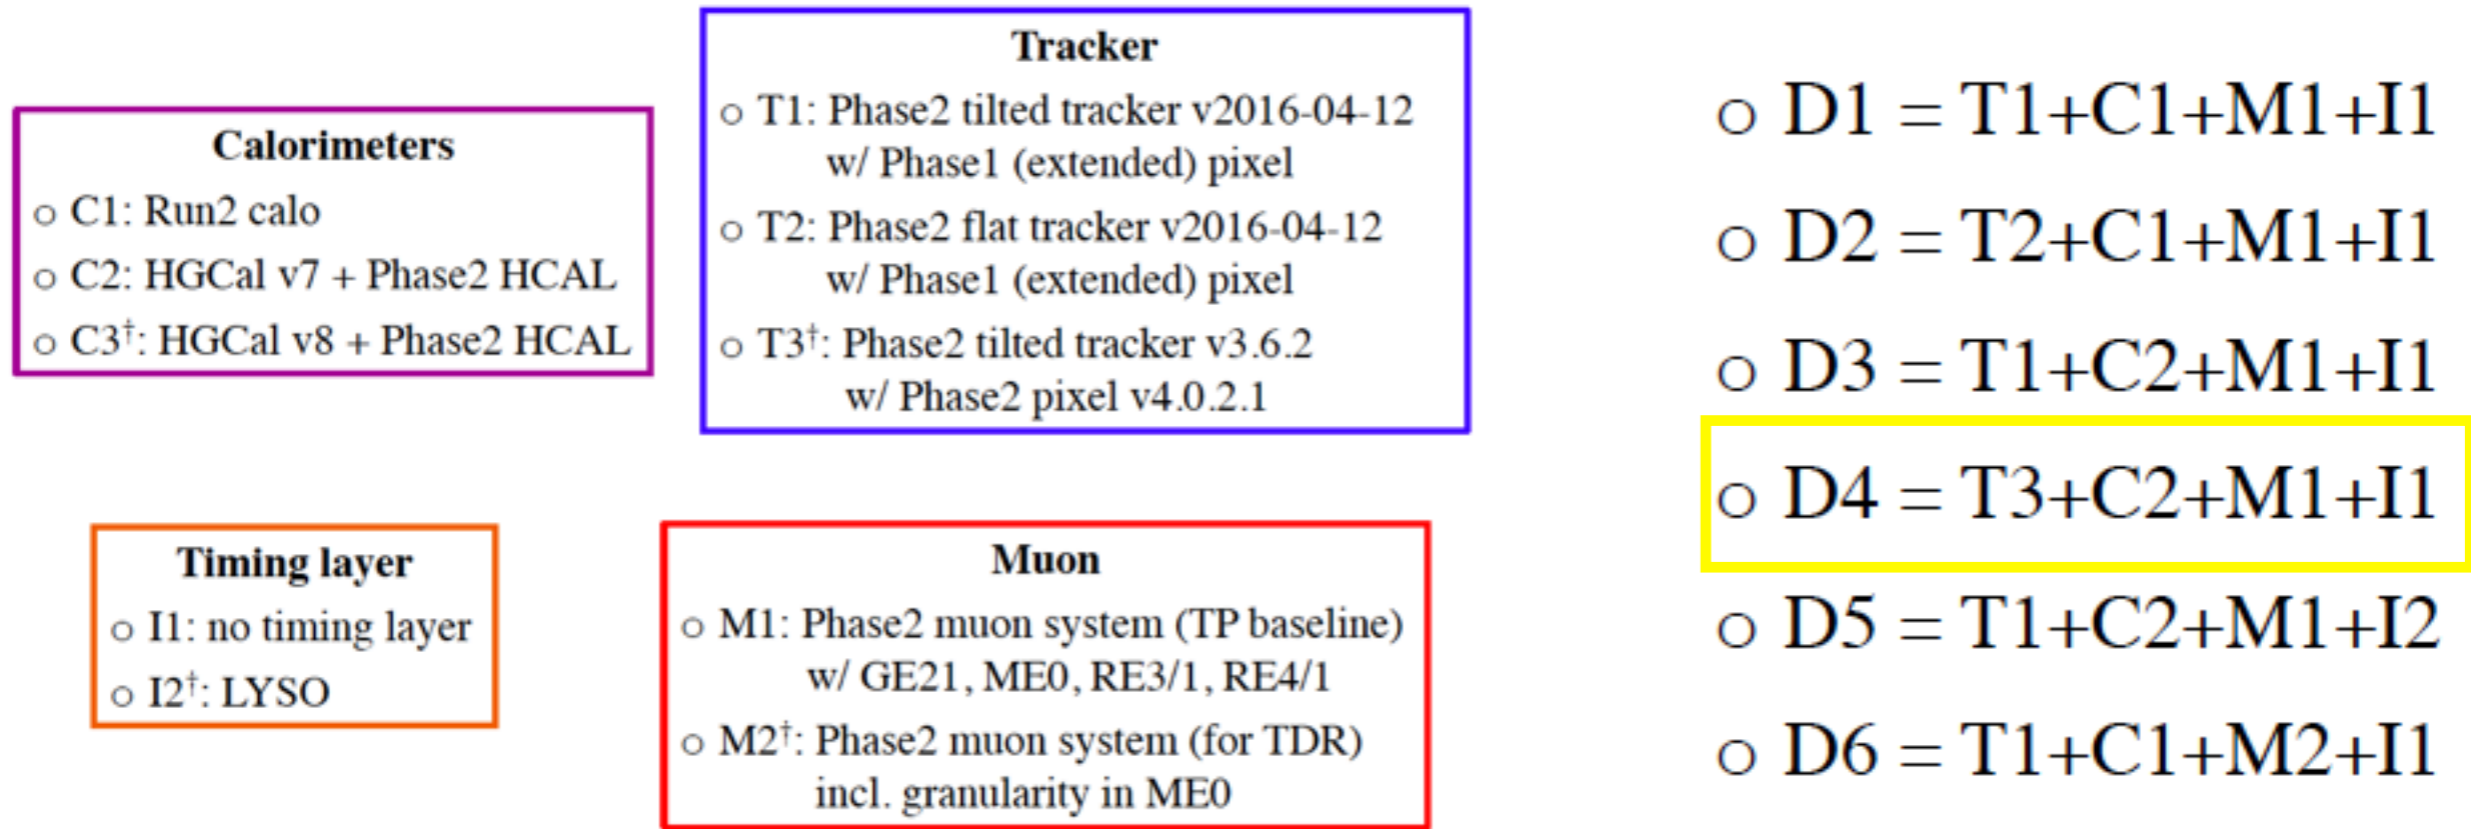 Calorimeters
○ C1: Run2 calo
○ C2: HGCal v7 + Phase2 HCAL
○ C3†: HGCal v8 + Phase2 HCAL
Tracker
○ T1: Phase2 tilted tracker v2016-04-12
w/ Phase1 (extended) pixel
○ T2: Phase2 flat tracker v2016-04-12
w/ Phase1 (extended) pixel
○ T3†: Phase2 tilted tracker v3.6.2
w/ Phase2 pixel v4.0.2.1
Timing layer
○ I1: no timing layer
○ I2†: LYSO
Muon
○ M1: Phase2 muon system (TP baseline)
w/ GE21, ME0, RE3/1, RE4/1
○ M2†: Phase2 muon system (for TDR)
incl. granularity in ME0
○ D1 = T1+C1+M1+I1
○ D2 = T2+C1+M1+I1
○ D3 = T1+C2+M1+I1
○ D4 = T3+C2+M1+I1
○ D5 = T1+C2+M1+I2
○ D6 = T1+C1+M2+I1